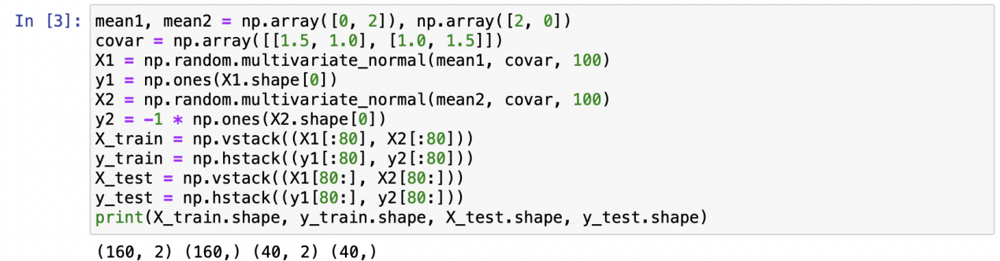 In [3]: mean1, mean2 = np.array([0, 2]), np.array([2, 0])
covar = np.array([[1.5, 1.0], [1.0, 1.5]])
X1 = np.random.multivariate_normal(mean1, covar, 100)
y1 = np.ones(X1.shape[0])
X2 = np.random.multivariate_normal(mean2, covar, 100)
y2 = -1 * np.ones(X2.shape[0])
X_train = np.vstack((X1[:80], X2[:80]))
y_train = np.hstack((y1[:80], y2[:80]))
X_test = np.vstack((X1[80:], X2[80:]))
y_test = np.hstack((y1[80:], y2[80:]))
print(X_train.shape, y_train.shape, X_test.shape, y_test.shape)
(160, 2) (160,) (40, 2) (40,)